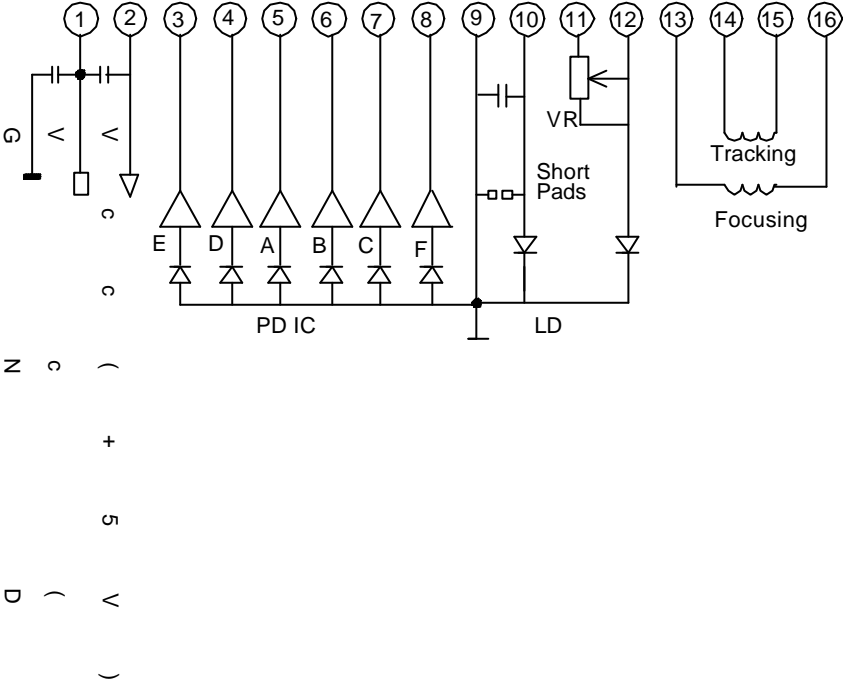 1 2 3 4 5 6 7 8 9 10 11 12 13 14 15 16
VR
Tracking
Short
Pads
Focusing
E D A B C F
PD IC
LD
GND
Vc(
Vcc(+5V)